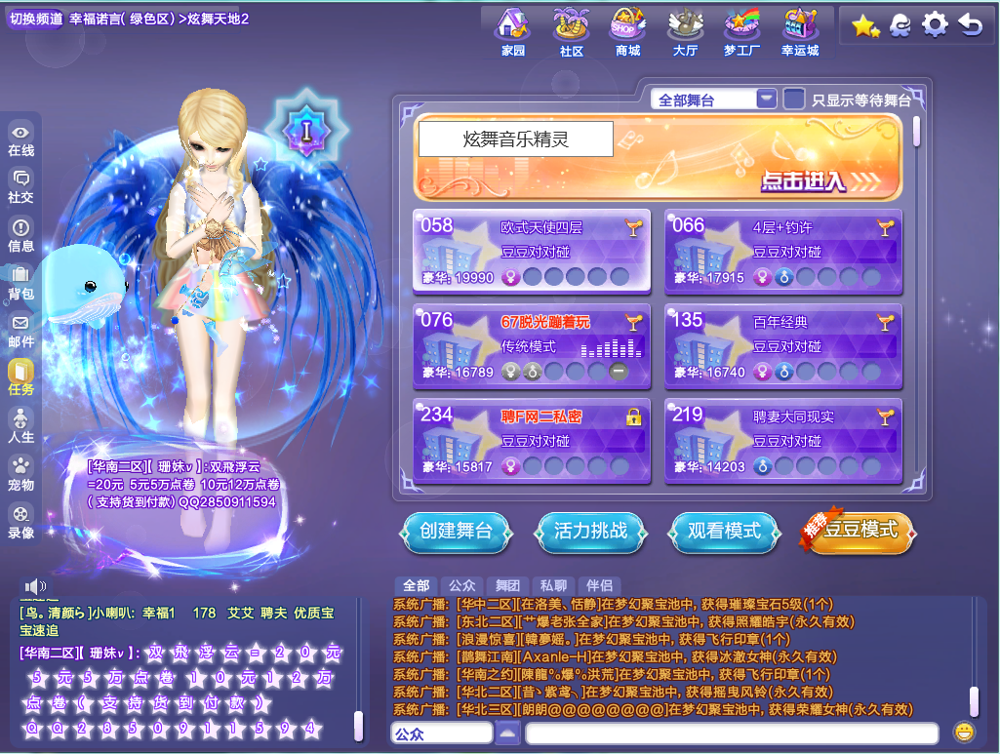 切换频道 幸福诺言( 绿色区) >炫舞天地2
家园 社区 商城 大厅 梦工厂 幸运城
SHOP
全部舞台 只显示等待舞台
I
炫舞音乐精灵
点击进入
在线
社交
信息
背包
邮件
任务
人生
宠物
录像
058 欧式天使四层
豆豆对对碰
豪华: 19990
066 4层+钓许
豆豆对对碰
豪华: 17915
076 67脱光蹦着玩
传统模式
豪华: 16789
135 百年经典
豆豆对对碰
豪华: 16740
234 聘F网二私密
豆豆对对碰
豪华: 15817
219 聘妻大同现实
豆豆对对碰
豪华: 14203
[华南二区][ 珊妹ν ]:双飛浮云
=20元 5元5万点卷 10元12万点卷
( 支持货到付款) QQ2850911594
创建舞台 活力挑战 观看模式 推荐 豆豆模式
[鸟。清颜ら]小喇叭: 幸福1 178 艾艾 聘夫 优质宝
宝速追
[华南二区][ 珊妹ν ]: 双飛浮云=20元
5元5万点卷 10元12万
点卷( 支持货到付款)
QQ2850911594
全部 公众 舞团 私聊 伴侣
系统广播: [华中二区][在洛美、恬静]在梦幻聚宝池中, 获得璀璨宝石5级(1个)
系统广播: [东北二区][艹爆老张全家]在梦幻聚宝池中, 获得照耀皓宇(永久有效)
系统广播: [浪漫惊喜][韓夢嫣。]在梦幻聚宝池中, 获得飞行印章(1个)
系统广播: [鹊舞江南][Axanle-H]在梦幻聚宝池中, 获得冰澈女神(永久有效)
系统广播: [华南之约][陳龍º₀爆º₀洪荒]在梦幻聚宝池中, 获得飞行印章(1个)
系统广播: [华北二区][昔丶紫鸢╮]在梦幻聚宝池中, 获得摇曳风铃(永久有效)
系统广播: [华北三区][朗朗@@@@@@@@]在梦幻聚宝池中, 获得荣耀女神(永久有效)
公众